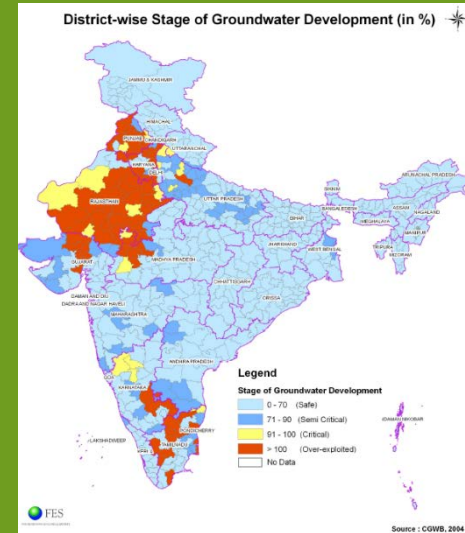 District-wise Stage of Groundwater Development (in %)
JAMMU & KASHMIR
HIMACHAL
PUNJAB
CHANDIGARH
UTTARANCHAL
HARYANA
DELHI
ARUNACHAL PRADESH
RAJASTHAN
UTTAR PRADESH
SIKKIM
ASSAM
NAGALAND
BIHAR
MEGHALAYA
MANIPUR
JHARKHAND
WEST BENGAL
TRIPURA
MIZORAM
GUJARAT
MADHYA PRADESH
CHHATTISGARH
ORISSA
DAMAN AND DIU
DADRA AND NAGAR HAVELI
MAHARASHTRA
ANDHRA PRADESH
GOA
KARNATAKA
PONDICHERRY
LAKSHADWEEP
TAMILNADU
Legend
Stage of Groundwater Development
0 - 70 (Safe)
71 - 90 (Semi Critical)
91 - 100 (Critical)
> 100 (Over-exploited)
No Data
FES
Source : CGWB, 2004